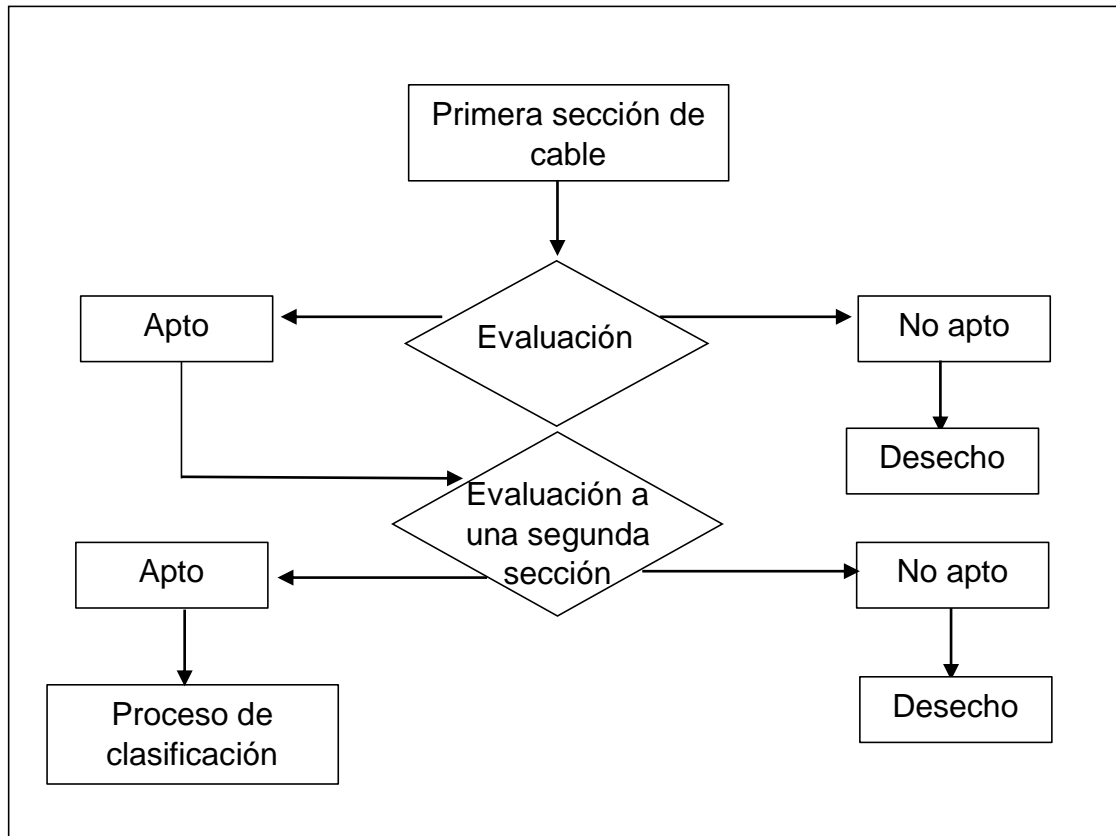 Primera sección de
cable
Apto
Evaluación
No apto
Desecho
Evaluación a
una segunda
sección
Apto
No apto
Proceso de
clasificación
Desecho